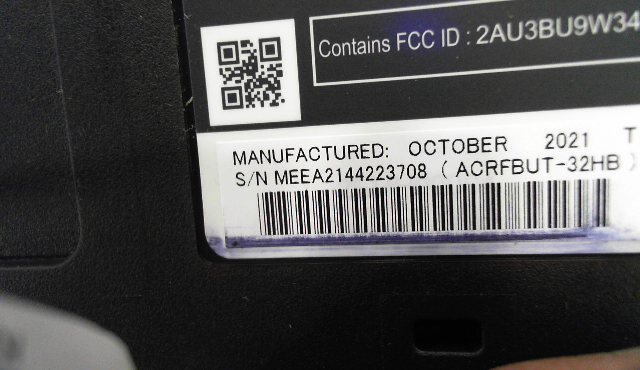 Contains FCC ID : 2AU3BU9W34
MANUFACTURED: OCTOBER 2021 T
S/N MEEA2144223708 ( ACRFBUT-32HB )